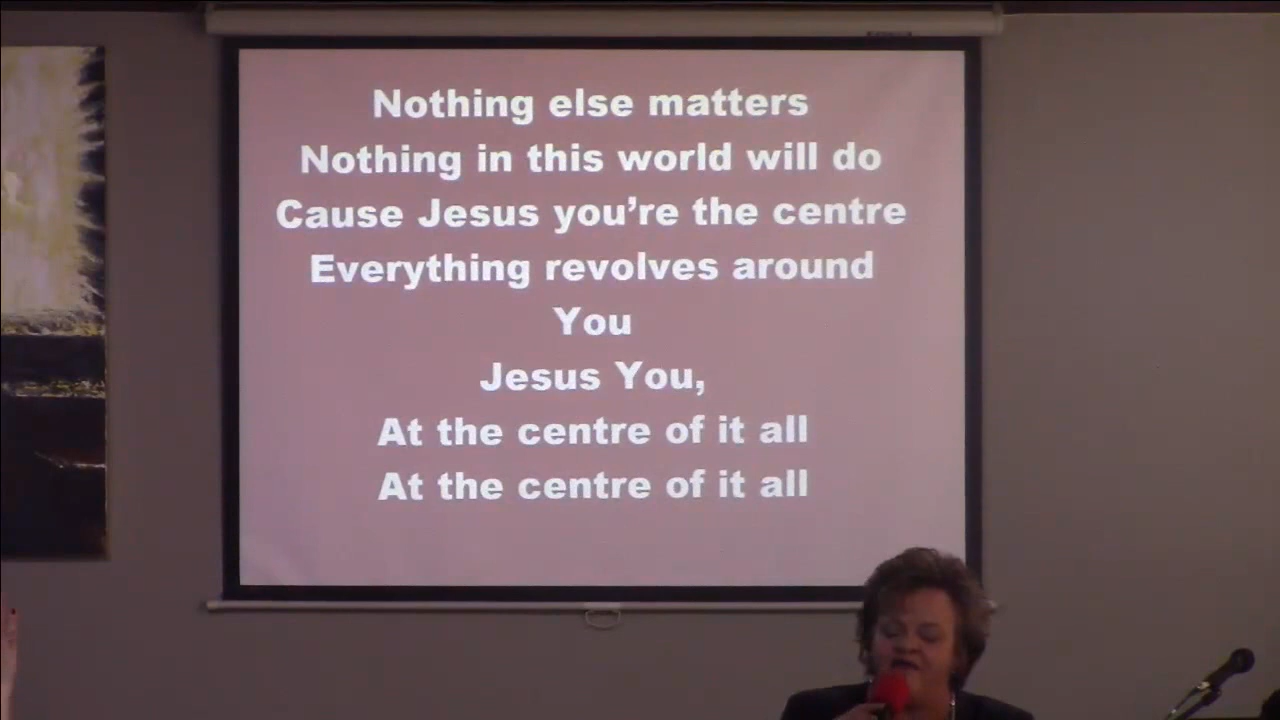 Nothing else matters
Nothing in this world will do
Cause Jesus you’re the centre
Everything revolves around
You
Jesus You,
At the centre of it all
At the centre of it all